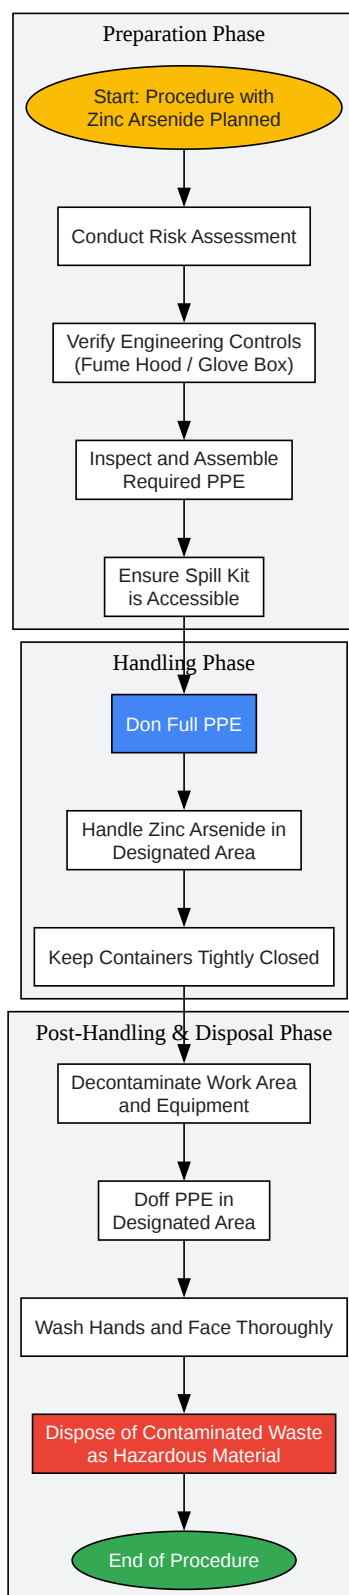 Preparation Phase
Start: Procedure with
Zinc Arsenide Planned
Conduct Risk Assessment
Verify Engineering Controls
(Fume Hood / Glove Box)
Inspect and Assemble
Required PPE
Ensure Spill Kit
is Accessible
Handling Phase
Don Full PPE
Handle Zinc Arsenide in
Designated Area
Keep Containers Tightly Closed
Post-Handling & Disposal Phase
Decontaminate Work Area
and Equipment
Doff PPE in
Designated Area
Wash Hands and Face Thoroughly
Dispose of Contaminated Waste
as Hazardous Material
End of Procedure